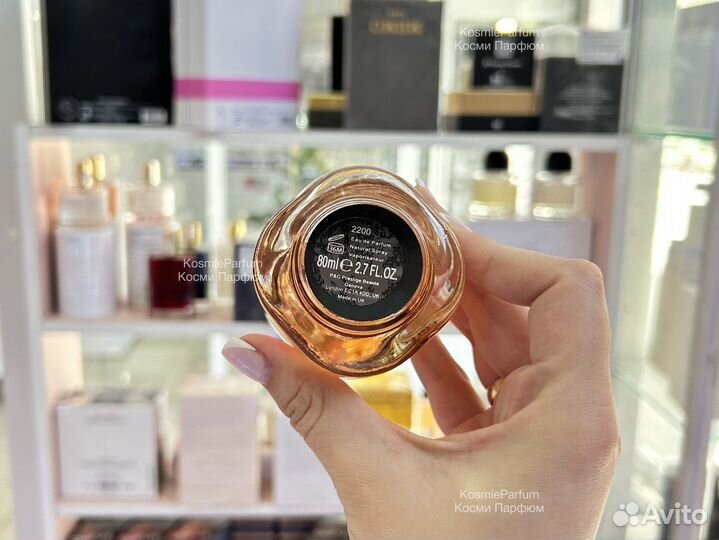 KosmieParfum
Косми Парфюм
2200
Eau de Parfum
Natural Spray
Vaporisateur
36M
80ml e 2.7 FL.OZ.
P&G Prestige Beaute
Geneva
London EC1A 4DD, UK
Made in UK
KosmieParfum
Косми Парфюм
KosmieParfum
Косми Парфюм
Avito